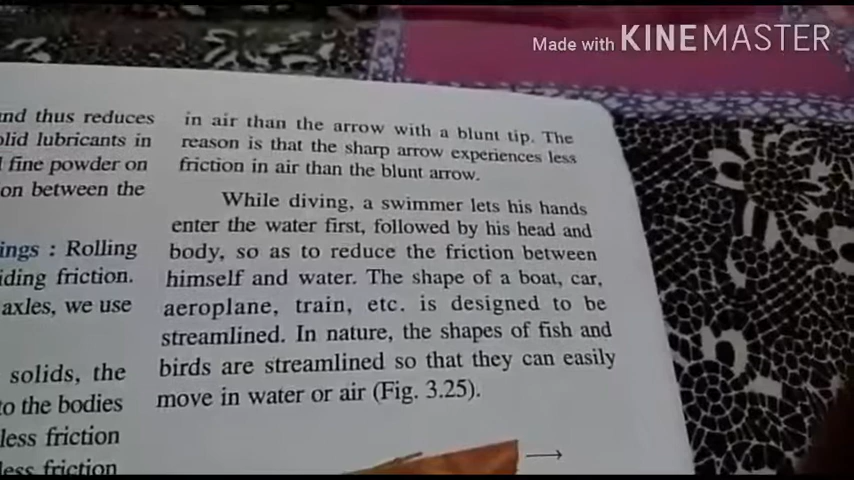 Made with KINEMASTER
and thus reduces
solid lubricants in
fine powder on
on between the
ings : Rolling
iding friction.
axles, we use
solids, the
to the bodies
less friction
less friction
in air than the arrow with a blunt tip. The
reason is that the sharp arrow experiences less
friction in air than the blunt arrow.
While diving, a swimmer lets his hands
enter the water first, followed by his head and
body, so as to reduce the friction between
himself and water. The shape of a boat, car,
aeroplane, train, etc. is designed to be
streamlined. In nature, the shapes of fish and
birds are streamlined so that they can easily
move in water or air (Fig. 3.25).